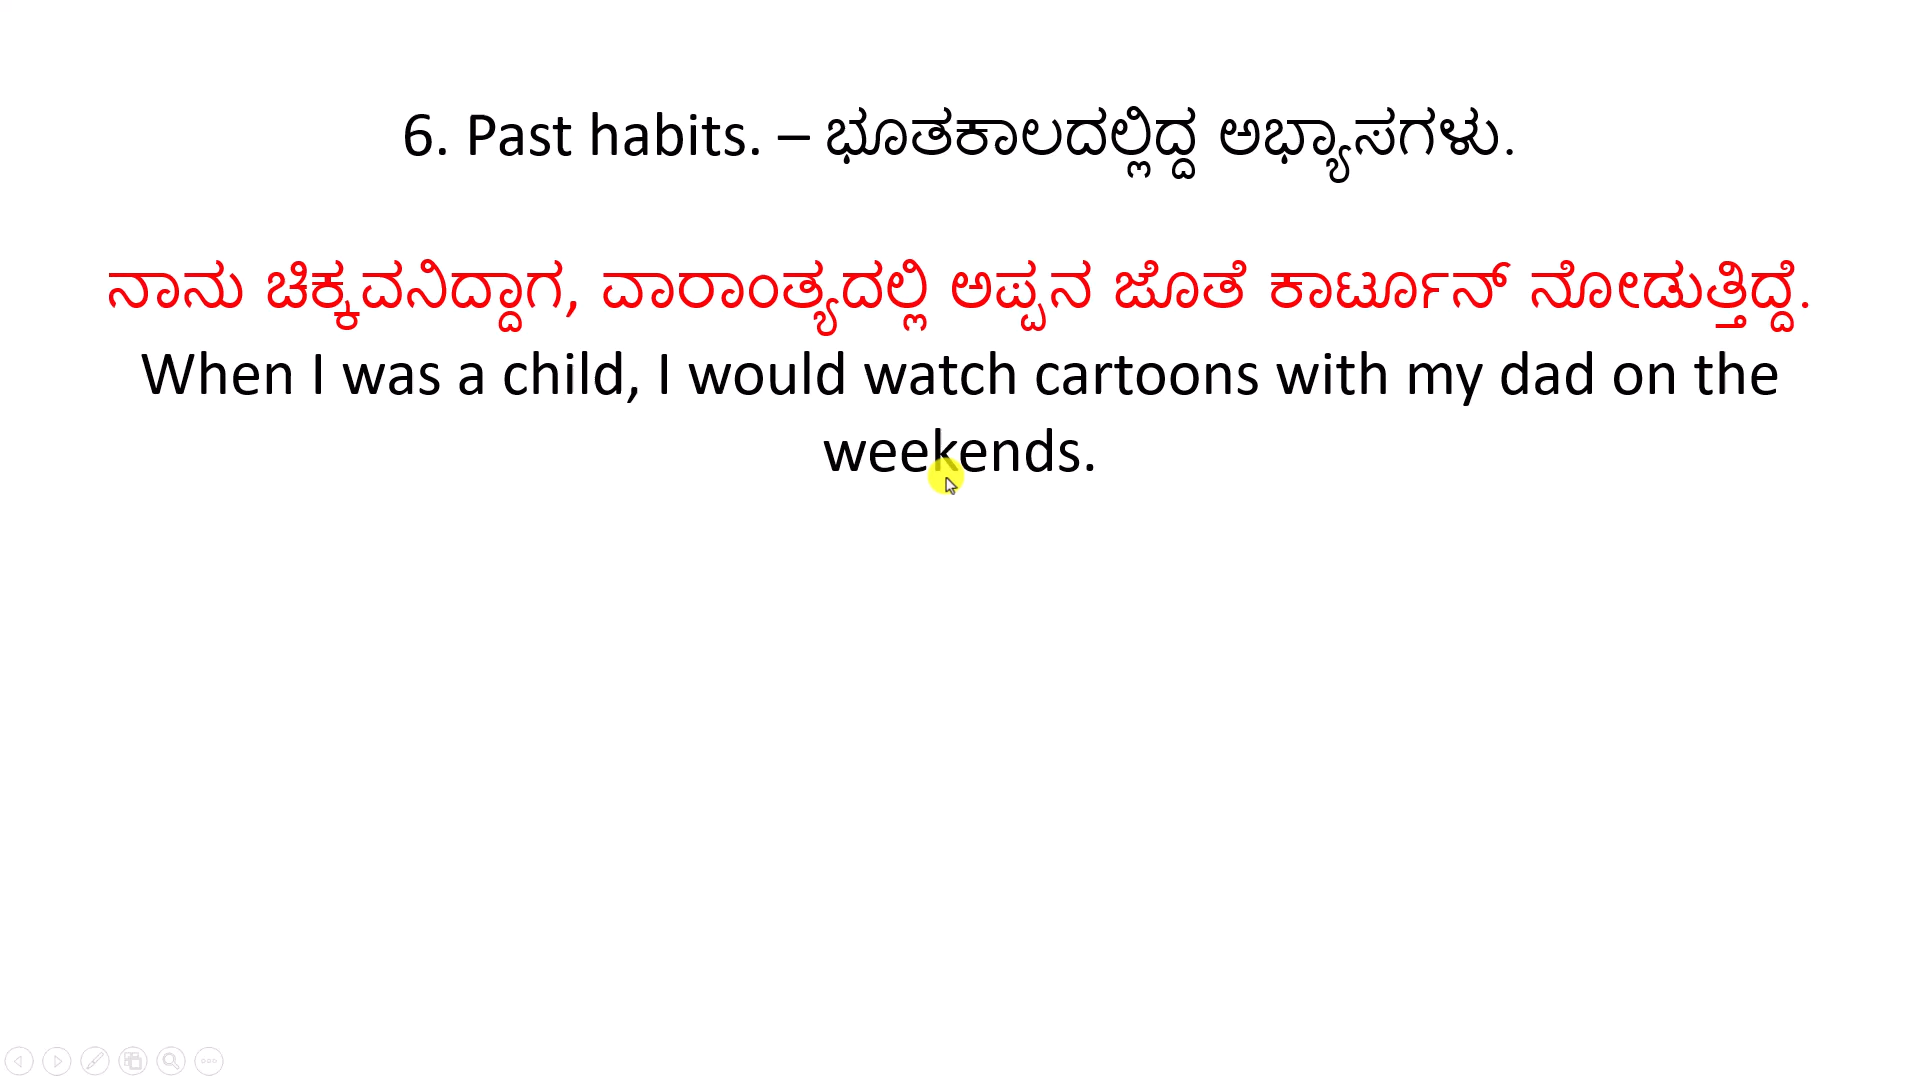 6. Past habits. – ಭೂತಕಾಲದಲ್ಲಿದ್ದ ಅಭ್ಯಾಸಗಳು.
ನಾನು ಚಿಕ್ಕವನಿದ್ದಾಗ, ವಾರಾಂತ್ಯದಲ್ಲಿ ಅಪ್ಪನ ಜೊತೆ ಕಾರ್ಟೂನ್ ನೋಡುತ್ತಿದ್ದೆ.
When I was a child, I would watch cartoons with my dad on the
weekends.